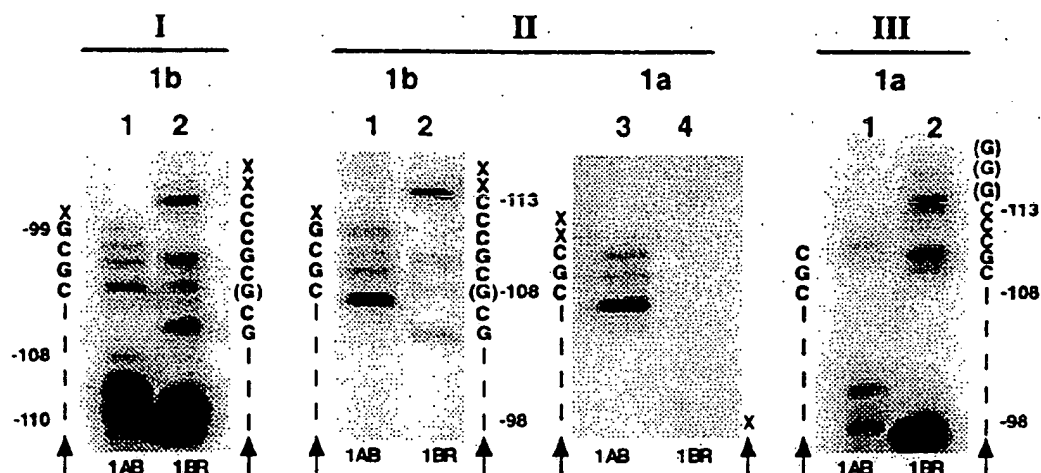 I II III
1b 1b 1a 1a
1 2 1 2 3 4 1 2
X
G
C
G
C
-99
-108
-110
X
X
C
C
C
G
C
(G)
C
G
X
G
C
G
C
X
X
C
C
C
G
C
(G)
C
G
-113
-108
-98
X
X
C
G
C
X
C
G
C
(G)
(G)
(G)
C
C
C
G
C
-113
-108
-98
1AB 1BR 1AB 1BR 1AB 1BR 1AB 1BR